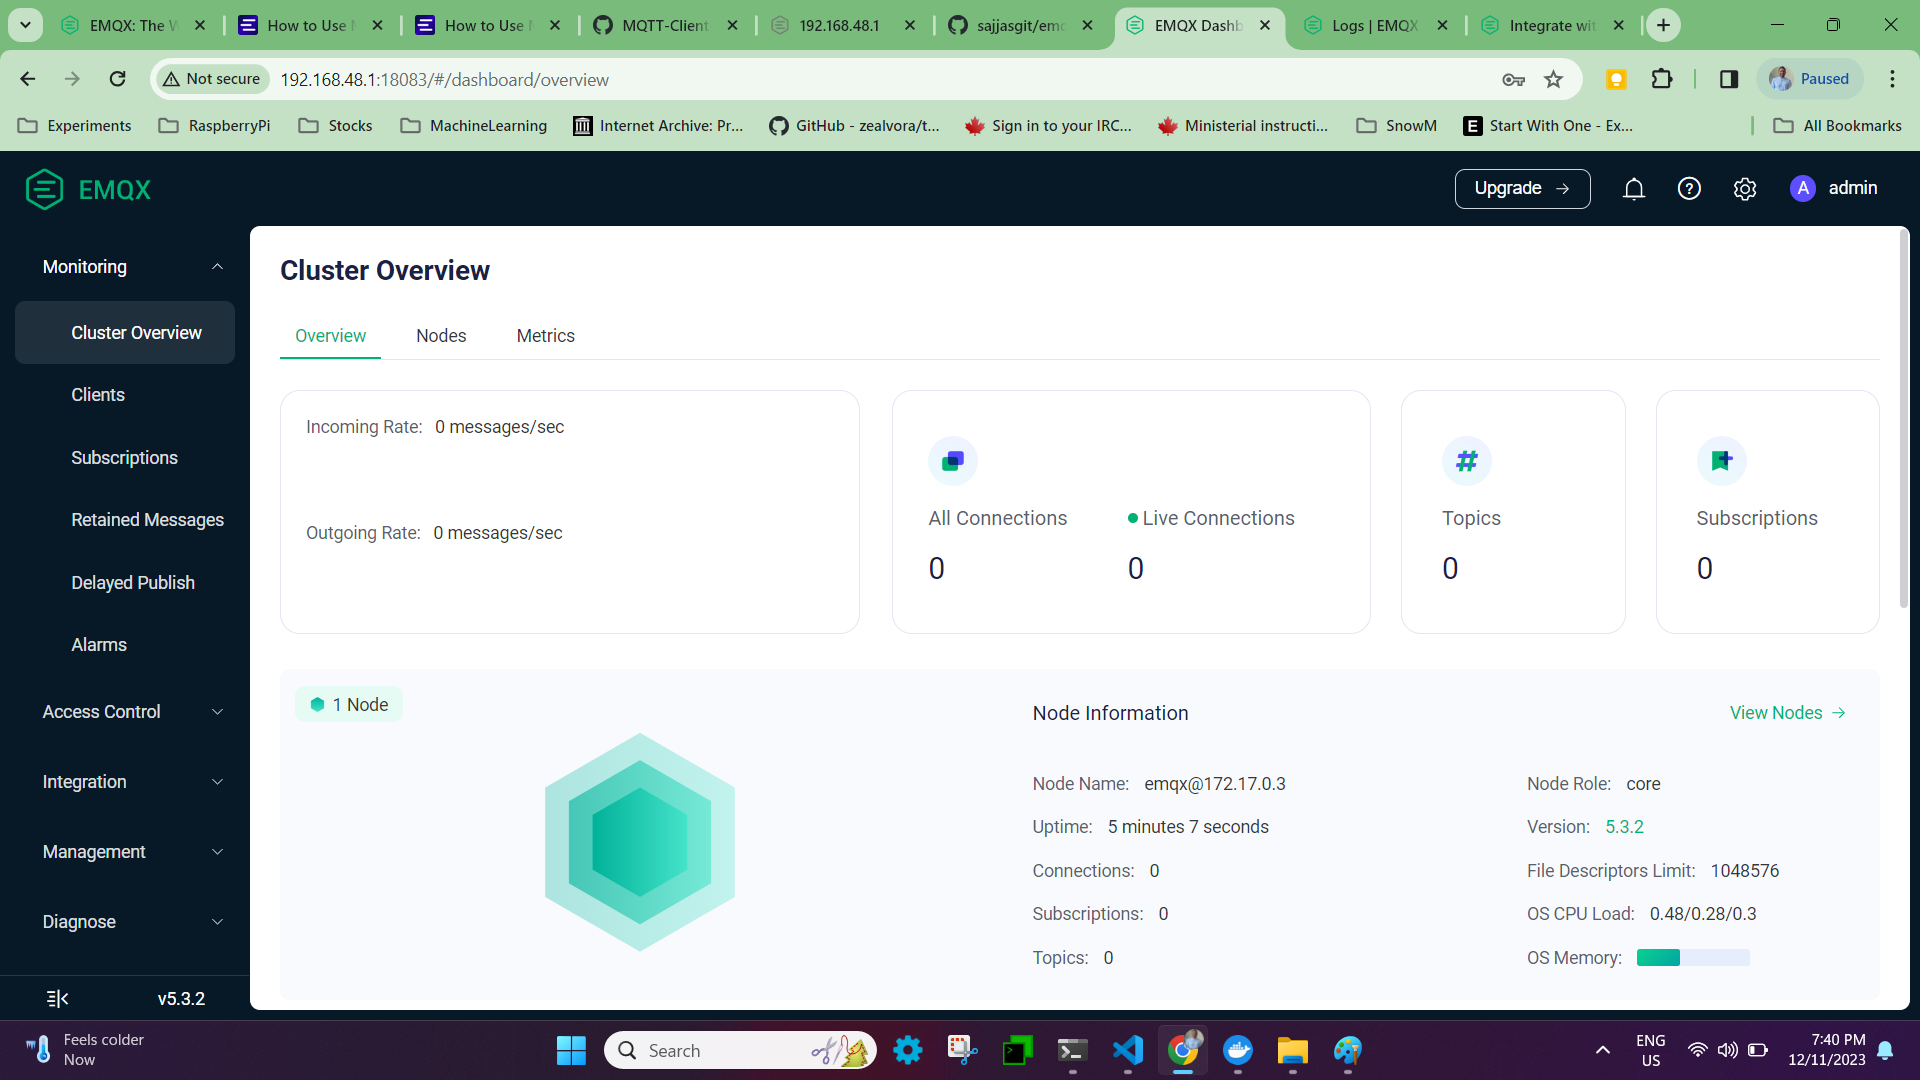 EMQX: The W
How to Use M
How to Use M
MQTT-Client
192.168.48.1
sajjasgit/emq
EMQX Dashb
Logs | EMQX
Integrate wit
Not secure
192.168.48.1:18083/#/dashboard/overview
Paused
Experiments
RaspberryPi
Stocks
MachineLearning
Internet Archive: Pr...
GitHub - zealvora/t...
Sign in to your IRC...
Ministerial instructi...
SnowM
E
Start With One - Ex...
All Bookmarks
EMQX
Upgrade →
A
admin
Monitoring
Cluster Overview
Clients
Subscriptions
Retained Messages
Delayed Publish
Alarms
Access Control
Integration
Management
Diagnose
v5.3.2
Cluster Overview
Overview
Nodes
Metrics
Incoming Rate: 0 messages/sec
Outgoing Rate: 0 messages/sec
All Connections
0
Live Connections
0
#
Topics
0
Subscriptions
0
1 Node
Node Information
View Nodes →
Node Name: emqx@172.17.0.3
Node Role: core
Uptime: 5 minutes 7 seconds
Version: 5.3.2
Connections: 0
File Descriptors Limit: 1048576
Subscriptions: 0
OS CPU Load: 0.48/0.28/0.3
Topics: 0
OS Memory:
Feels colder
Now
Search
ENG
US
7:40 PM
12/11/2023